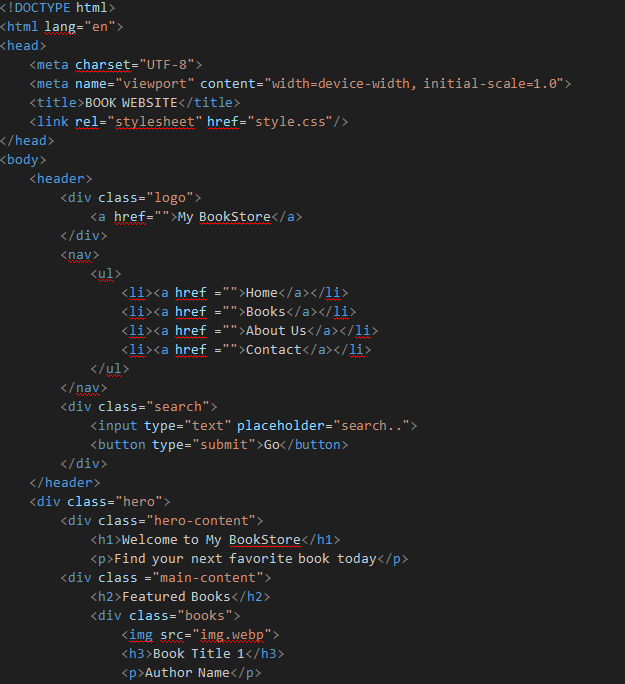 <!DOCTYPE html>
<html lang="en">
<head>
    <meta charset="UTF-8">
    <meta name="viewport" content="width=device-width, initial-scale=1.0">
    <title>BOOK WEBSITE</title>
    <link rel="stylesheet" href="style.css"/>
</head>
<body>
    <header>
        <div class="logo">
            <a href="">My BookStore</a>
        </div>
        <nav>
            <ul>
                <li><a href ="">Home</a></li>
                <li><a href ="">Books</a></li>
                <li><a href ="">About Us</a></li>
                <li><a href ="">Contact</a></li>
            </ul>
        </nav>
        <div class="search">
            <input type="text" placeholder="search..">
            <button type="submit">Go</button>
        </div>
    </header>
    <div class="hero">
        <div class="hero-content">
            <h1>Welcome to My BookStore</h1>
            <p>Find your next favorite book today</p>
        <div class ="main-content">
            <h2>Featured Books</h2>
            <div class="books">
                <img src="img.webp">
                <h3>Book Title 1</h3>
                <p>Author Name</p>